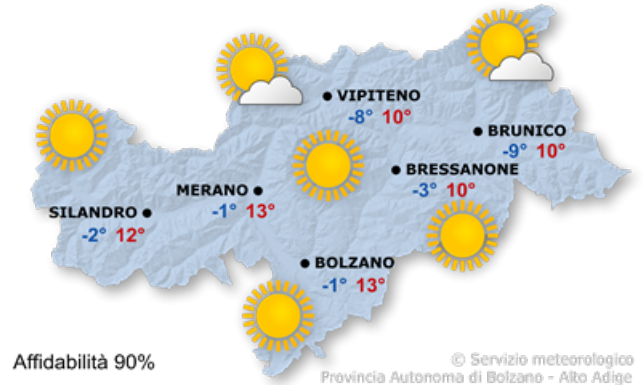 VIPITENO
-8° 10°
BRUNICO
-9° 10°
BRESSANONE
-3° 10°
MERANO
-1° 13°
SILANDRO
-2° 12°
BOLZANO
-1° 13°
Affidabilità 90%
© Servizio meteorologico
Provincia Autonoma di Bolzano - Alto Adige